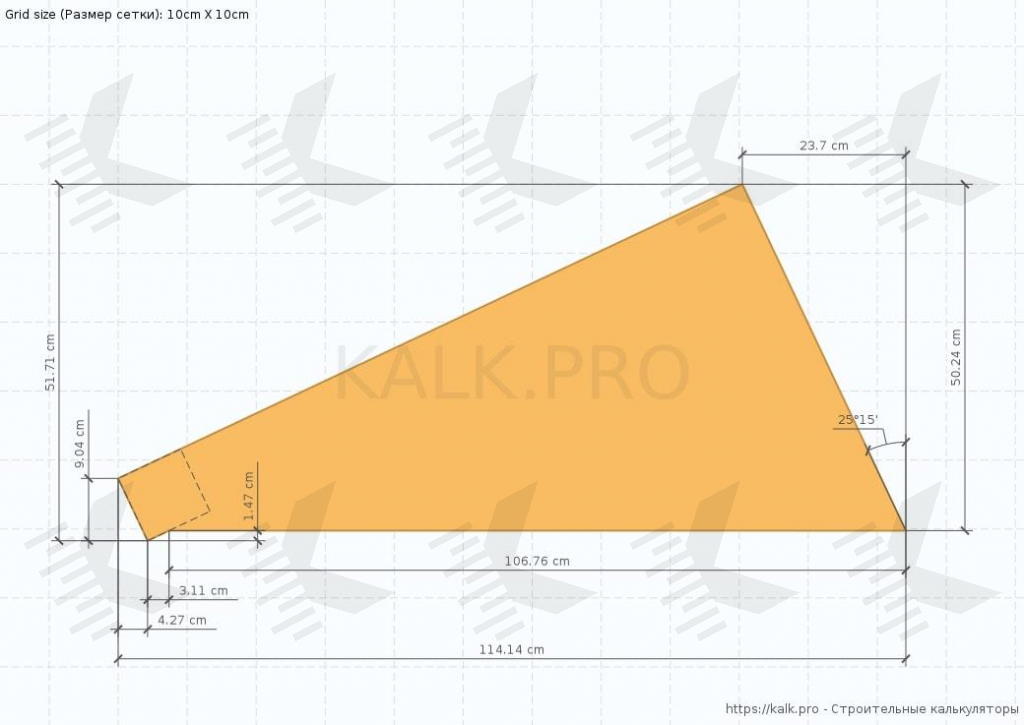 Grid size (Размер сетки): 10cm X 10cm
23.7 cm
51.71 cm
50.24 cm
KALK.PRO
25°15'
9.04 cm
1.47 cm
106.76 cm
3.11 cm
4.27 cm
114.14 cm
https://kalk.pro - Строительные калькуляторы